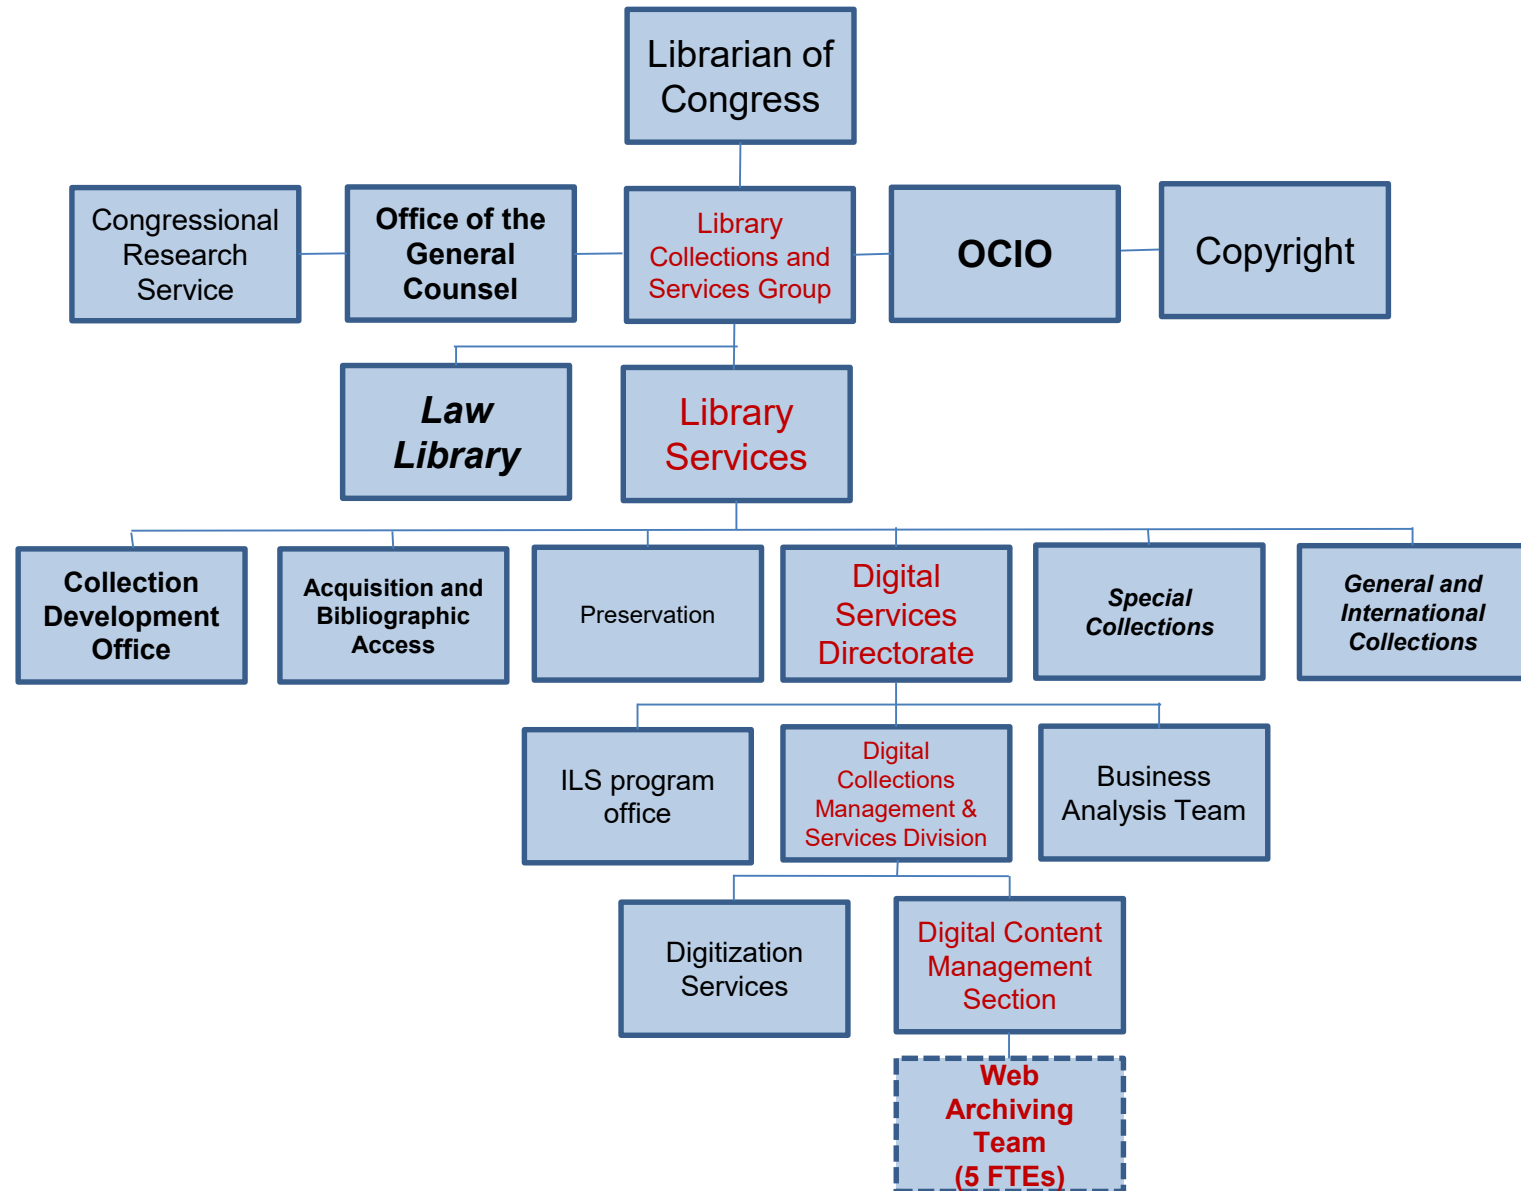 Librarian of
Congress
Congressional
Research
Service
Office of the
General
Counsel
Library
Collections and
Services Group
OCIO
Copyright
Law
Library
Library
Services
Collection
Development
Office
Acquisition and
Bibliographic
Access
Preservation
Digital
Services
Directorate
Special
Collections
General and
International
Collections
ILS program
office
Digital
Collections
Management &
Services Division
Business
Analysis Team
Digitization
Services
Digital Content
Management
Section
Web
Archiving
Team
(5 FTEs)